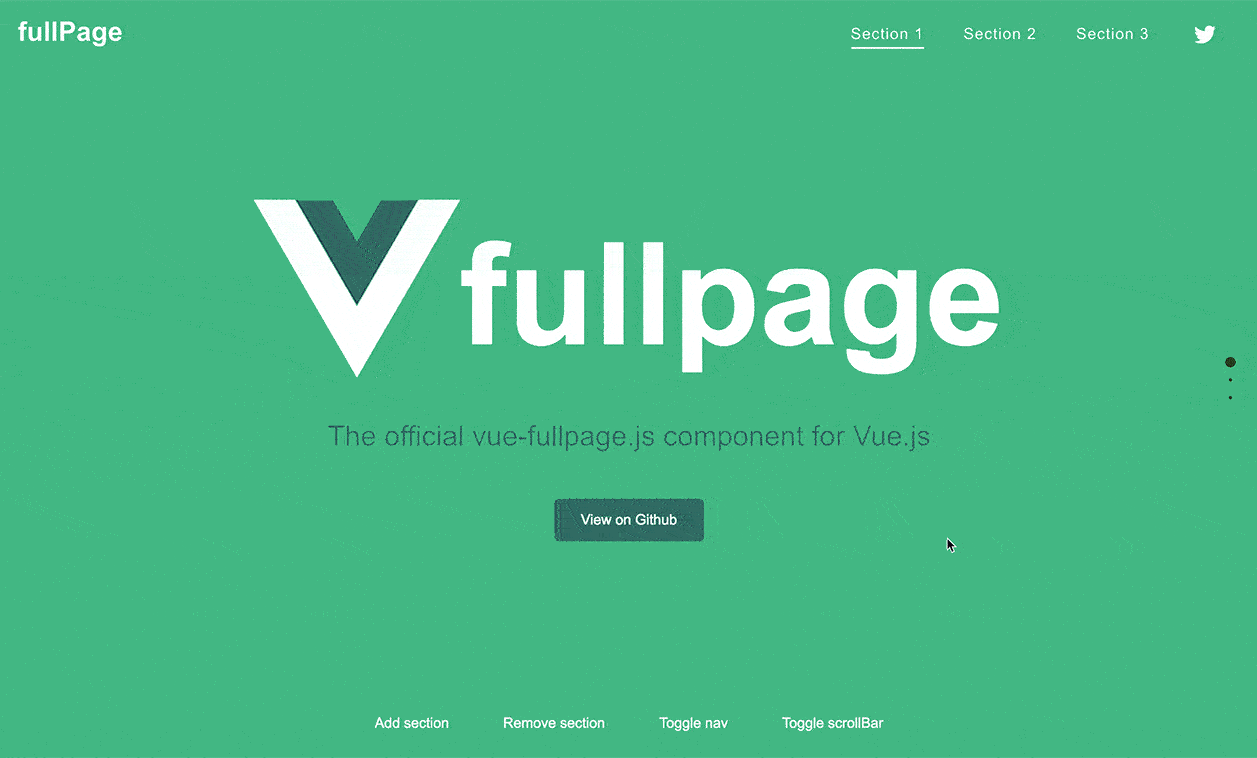 fullPage
Section 1 Section 2 Section 3
fullpage
The official vue-fullpage.js component for Vue.js
View on Github
Add section Remove section Toggle nav Toggle scrollBar